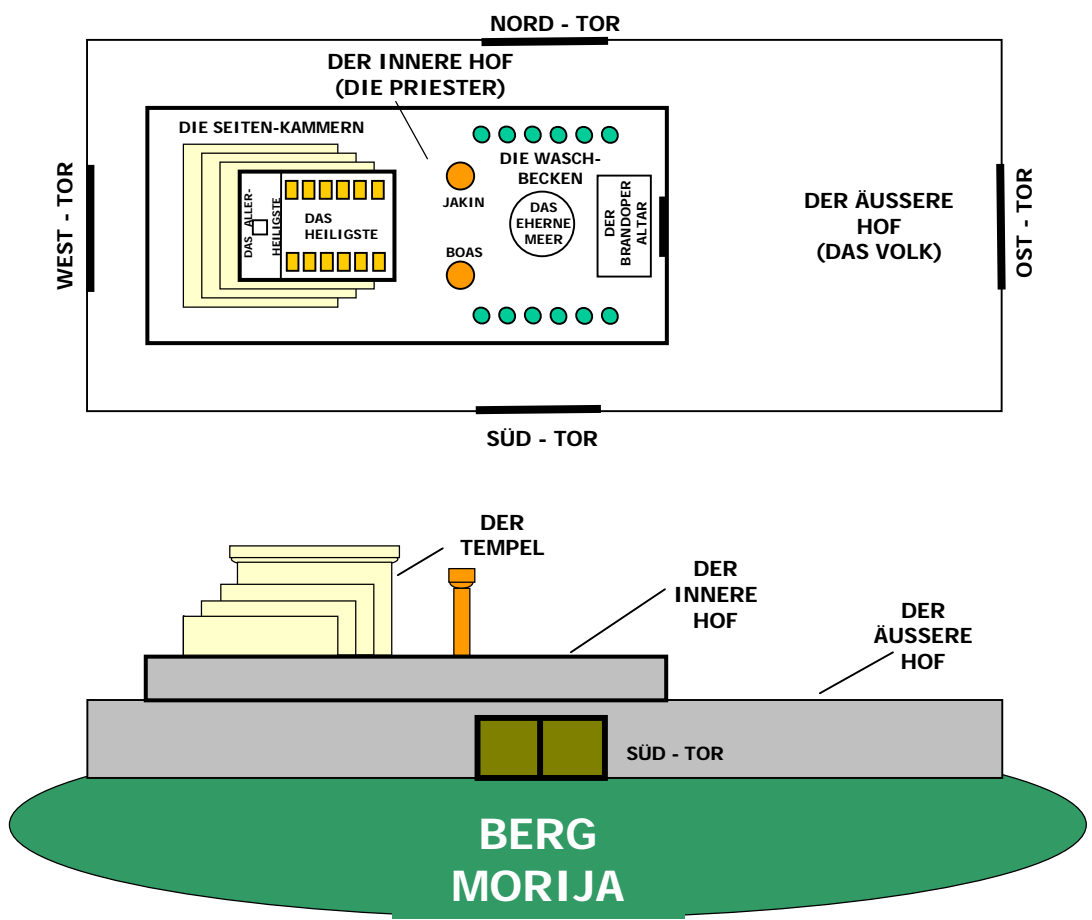 NORD - TOR
DER INNERE HOF
(DIE PRIESTER)
DIE SEITEN-KAMMERN
DIE WASCH-
BECKEN
WEST - TOR
DAS ALLER-
HEILIGSTE
DAS
HEILIGSTE
JAKIN
BOAS
DAS
EHERNE
MEER
DER
BRANDOPER
ALTAR
DER ÄUSSERE
HOF
(DAS VOLK)
OST - TOR
SÜD - TOR
DER
TEMPEL
DER
INNERE
HOF
DER
ÄUSSERE
HOF
SÜD - TOR
BERG
MORIJA